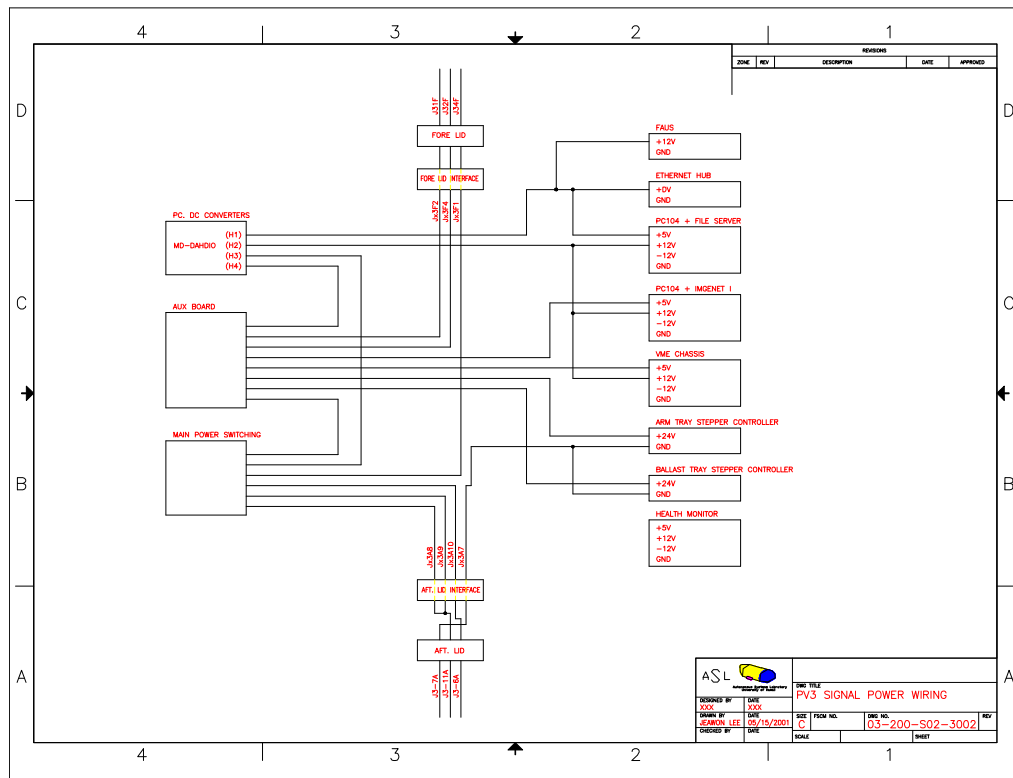 4 3 2 1
REVISIONS
ZONE REV DESCRIPTION DATE APPROVED
D D
J31F
J32F
J34F
FORE LID
FORE LID INTERFACE
Jx3F2
Jx3F4
Jx3F1
FAUS
+12V
GND
ETHERNET HUB
+DV
GND
PC. DC CONVERTERS
MD-DAHDIO
(H1)
(H2)
(H3)
(H4)
PC104 + FILE SERVER
+5V
+12V
-12V
GND
C C
AUX BOARD
PC104 + IMGENET I
+5V
+12V
-12V
GND
VME CHASSIS
+5V
+12V
-12V
GND
MAIN POWER SWITCHING
ARM TRAY STEPPER CONTROLLER
+24V
GND
B B
BALLAST TRAY STEPPER CONTROLLER
+24V
GND
HEALTH MONITOR
+5V
+12V
-12V
GND
Jx3A8
Jx3A9
Jx3A10
Jx3A7
AFT. LID INTERFACE
AFT. LID
J3-7A
J3-11A
J3-6A
A A
ASL
Autonomous Systems Laboratory
University of Hawaii
DWG TITLE
PV3 SIGNAL POWER WIRING
DESIGNED BY DATE
XXX XXX
DRAWN BY DATE
JEAWON LEE 05/15/2001
CHECKED BY DATE
SIZE FSCM NO. DWG NO. REV
C 03-200-S02-3002
SCALE SHEET
4 3 2 1